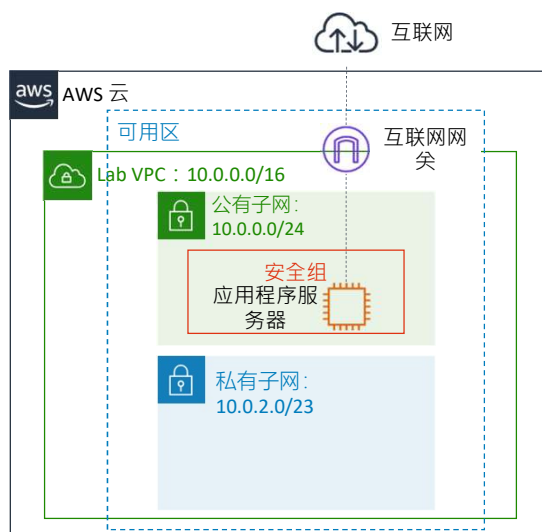 互联网
aws
AWS 云
可用区
互联网网
关
Lab VPC：10.0.0.0/16
公有子网：
10.0.0.0/24
安全组
应用程序服
务器
私有子网：
10.0.2.0/23